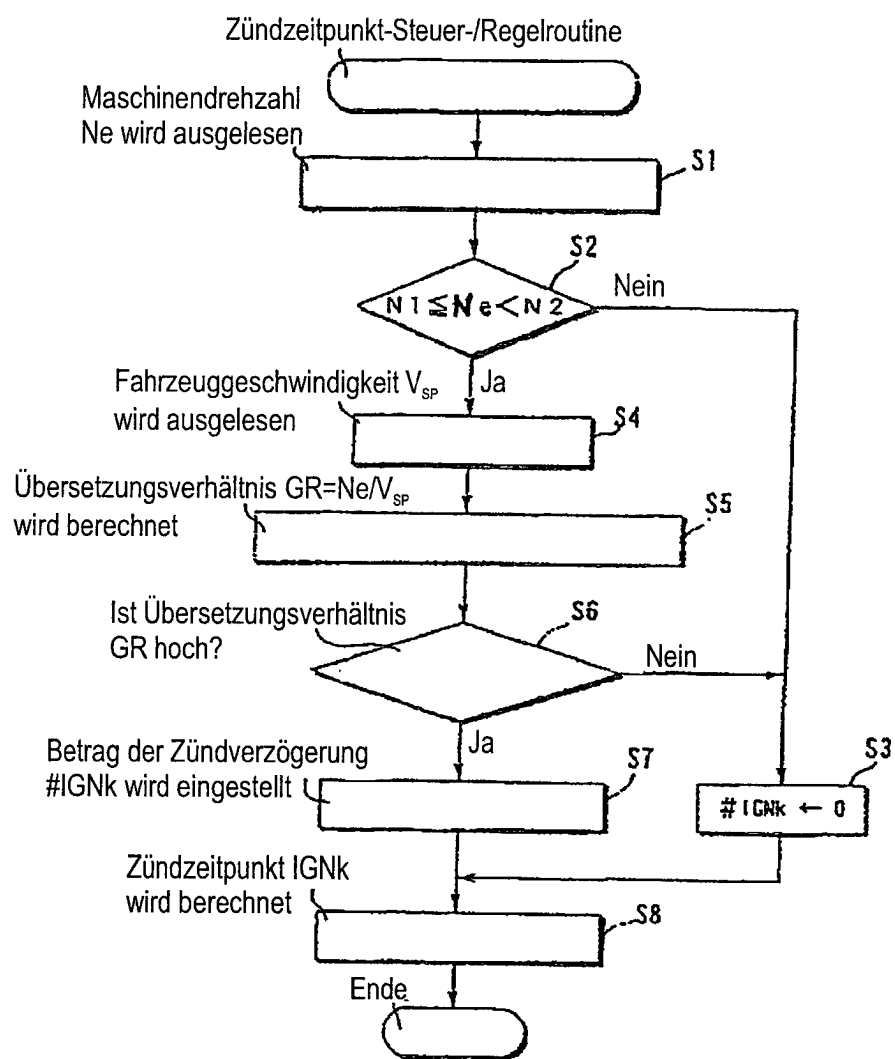 Zündzeitpunkt-Steuer-/Regelroutine
Maschinendrehzahl
Ne wird ausgelesen
S1
S2
N1≦Ne<N2
Nein
Fahrzeuggeschwindigkeit V_SP
wird ausgelesen
Ja
S4
Übersetzungsverhältnis GR=Ne/V_SP
wird berechnet
S5
Ist Übersetzungsverhältnis
GR hoch?
S6
Nein
Ja
Betrag der Zündverzögerung
#IGNk wird eingestellt
S7
S3
#IGNk ← 0
Zündzeitpunkt IGNk
wird berechnet
S8
Ende